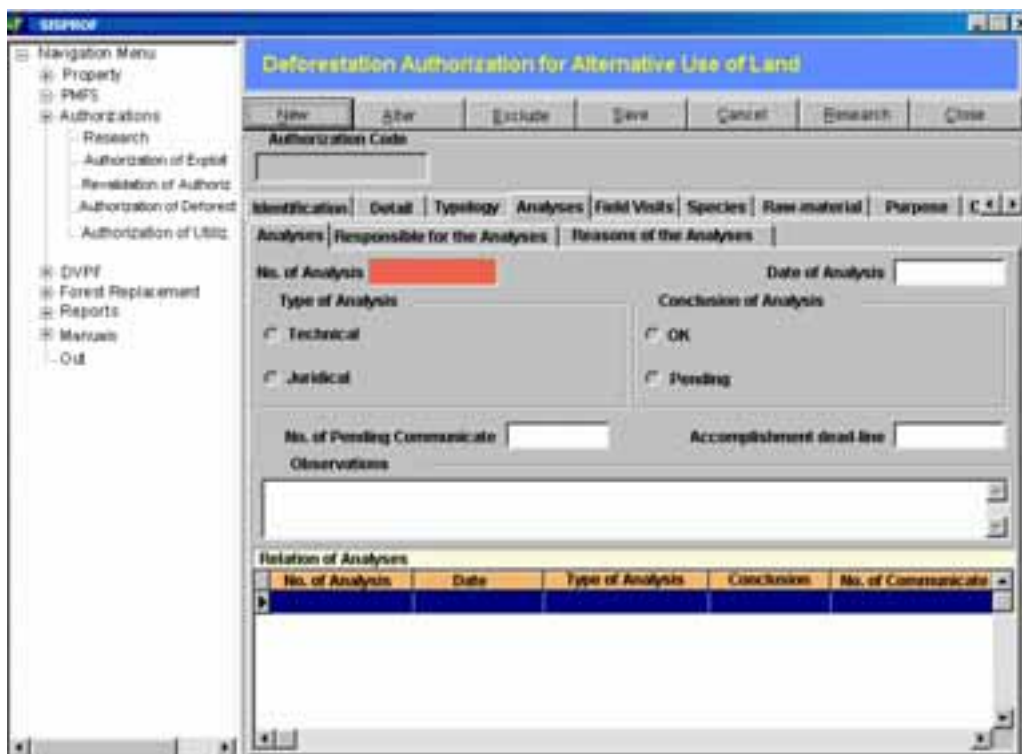 SISPROF
Navigation Menu
Property
PMFS
Authorizations
Research
Authorization of Exploit
Revalidation of Authoriz
Authorization of Deforest
Authorization of Utiliz
DVPF
Forest Replacement
Reports
Manuais
Out
Deforestation Authorization for Alternative Use of Land
New Alter Exclude Save Cancel Research Close
Authorization Code
Identification Detail Typology Analyses Field Visits Species Raw-material Purpose C
Analyses Responsible for the Analyses Reasons of the Analyses
No. of Analysis Date of Analysis
Type of Analysis Conclusion of Analysis
Technical OK
Juridical Pending
No. of Pending Communicate Accomplishment dead-line
Observations
Relation of Analyses
No. of Analysis Date Type of Analysis Conclusion No. of Communicate